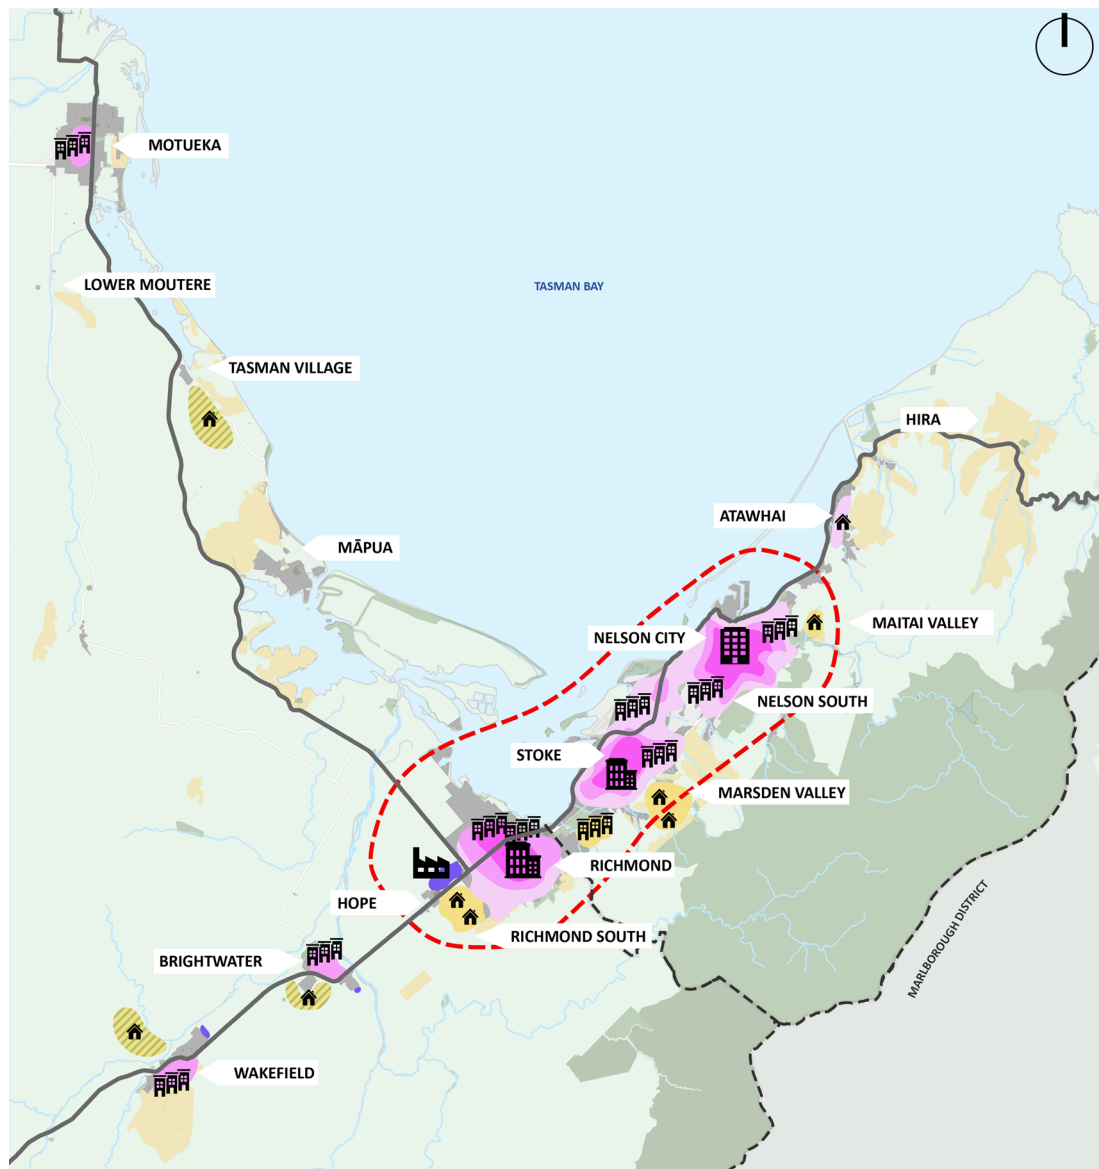 MOTUEKA
LOWER MOUTERE
TASMAN BAY
TASMAN VILLAGE
HIRA
ATAWHAI
MĀPUA
MAITAI VALLEY
NELSON CITY
NELSON SOUTH
STOKE
MARSDEN VALLEY
RICHMOND
HOPE
RICHMOND SOUTH
MARLBOROUGH DISTRICT
BRIGHTWATER
WAKEFIELD